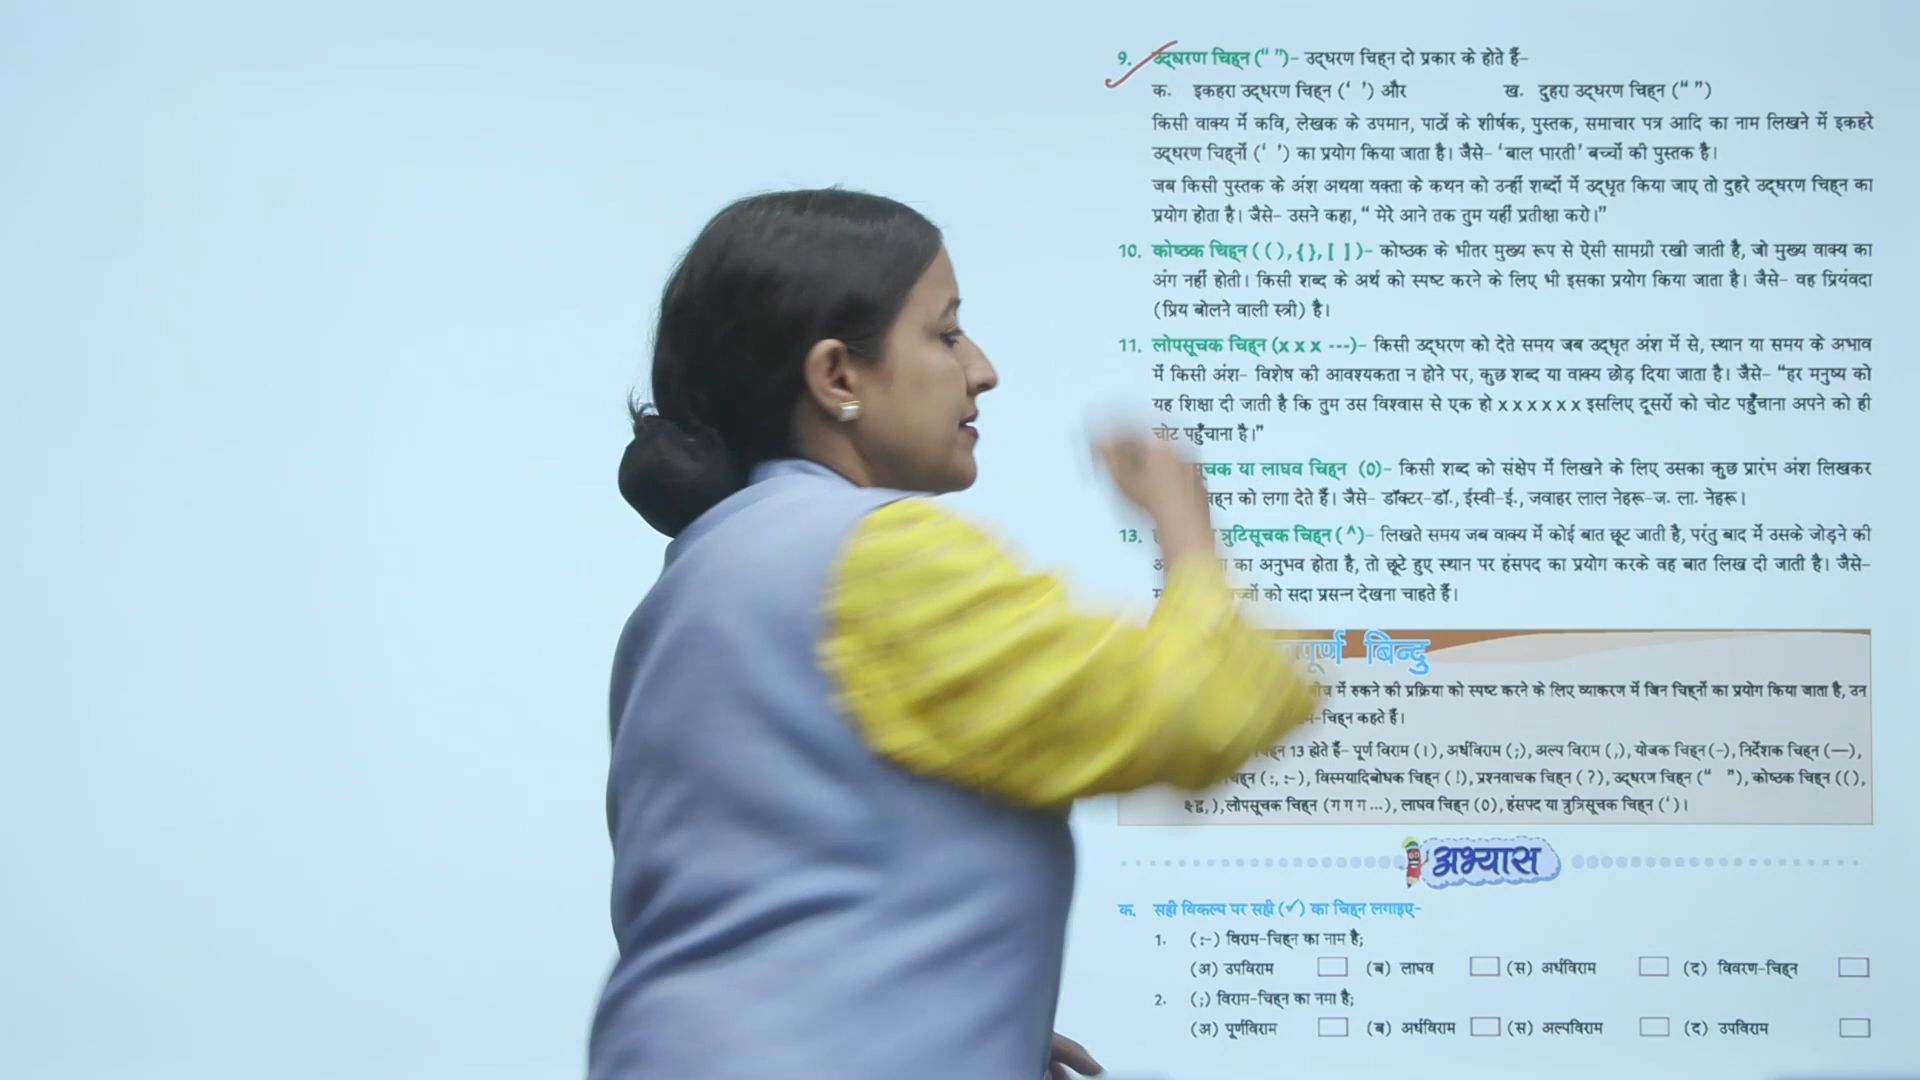 9. उद्धरण चिह्न (“ ”)– उद्धरण चिह्न दो प्रकार के होते हैं–
क. इकहरा उद्धरण चिह्न (‘ ’) और ख. दुहरा उद्धरण चिह्न (“ ”)
किसी वाक्य में कवि, लेखक के उपमान, पाठों के शीर्षक, पुस्तक, समाचार पत्र आदि का नाम लिखने में इकहरे
उद्धरण चिह्नों (‘ ’) का प्रयोग किया जाता है। जैसे– ‘बाल भारती’ बच्चों की पुस्तक है।
जब किसी पुस्तक के अंश अथवा वक्ता के कथन को उन्हीं शब्दों में उद्धृत किया जाए तो दुहरे उद्धरण चिह्न का
प्रयोग होता है। जैसे– उसने कहा, “ मेरे आने तक तुम यहीं प्रतीक्षा करो।”
10. कोष्ठक चिह्न ( ( ), { }, [ ] )– कोष्ठक के भीतर मुख्य रूप से ऐसी सामग्री रखी जाती है, जो मुख्य वाक्य का
अंग नहीं होती। किसी शब्द के अर्थ को स्पष्ट करने के लिए भी इसका प्रयोग किया जाता है। जैसे– वह प्रियंवदा
(प्रिय बोलने वाली स्त्री) है।
11. लोपसूचक चिह्न (x x x ---)– किसी उद्धरण को देते समय जब उद्धृत अंश में से, स्थान या समय के अभाव
में किसी अंश– विशेष की आवश्यकता न होने पर, कुछ शब्द या वाक्य छोड़ दिया जाता है। जैसे– “हर मनुष्य को
यह शिक्षा दी जाती है कि तुम उस विश्वास से एक हो x x x x x x इसलिए दूसरों को चोट पहुँचाना अपने को ही
चोट पहुँचाना है।”
सूचक या लाघव चिह्न (0)– किसी शब्द को संक्षेप में लिखने के लिए उसका कुछ प्रारंभ अंश लिखकर
को लगा देते हैं। जैसे– डॉक्टर–डॉ., ईस्वी–ई., जवाहर लाल नेहरू–ज. ला. नेहरू।
13. त्रुटिसूचक चिह्न ( ^ )– लिखते समय जब वाक्य में कोई बात छूट जाती है, परंतु बाद में उसके जोड़ने की
का अनुभव होता है, तो छूटे हुए स्थान पर हंसपद का प्रयोग करके वह बात लिख दी जाती है। जैसे–
को सदा प्रसन्न देखना चाहते हैं।
बिन्दु
में रुकने की प्रक्रिया को स्पष्ट करने के लिए व्याकरण में जिन चिह्नों का प्रयोग किया जाता है, उन
कहते हैं।
13 होते हैं– पूर्ण विराम (।), अर्धविराम (;), अल्प विराम (,), योजक चिह्न (–), निर्देशक चिह्न (—),
(:, :–), विस्मयादिबोधक चिह्न (!), प्रश्नवाचक चिह्न (?), उद्धरण चिह्न (“ ”), कोष्ठक चिह्न ((),
लोपसूचक चिह्न (ग ग ग ...), लाघव चिह्न (0), हंसपद या त्रुत्रिसूचक चिह्न (‘)।
अभ्यास
क. सही विकल्प पर सही (✓) का चिह्न लगाइए–
1. (:–) विराम–चिह्न का नाम है;
(अ) उपविराम (ब) लाघव (स) अर्धविराम (द) विवरण–चिह्न
2. (;) विराम–चिह्न का नमा है;
(अ) पूर्णविराम (ब) अर्धविराम (स) अल्पविराम (द) उपविराम